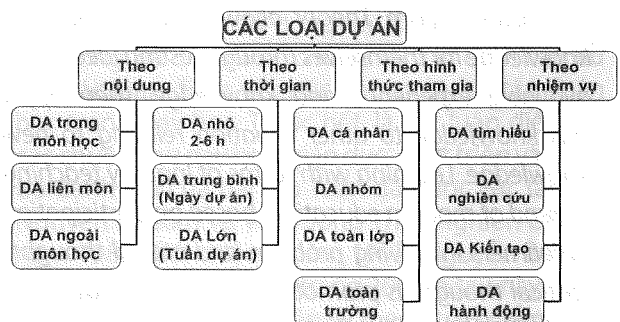 CÁC LOẠI DỰ ÁN
Theo
nội dung
Theo
thời gian
Theo hình
thức tham gia
Theo
nhiệm vụ
DA trong
môn học
DA liên môn
DA ngoài
môn học
DA nhỏ
2-6 h
DA trung bình
(Ngày dự án)
DA Lớn
(Tuần dự án)
DA cá nhân
DA nhóm
DA toàn lớp
DA toàn
trường
DA tìm hiểu
DA
nghiên cứu
DA Kiến tạo
DA
hành động